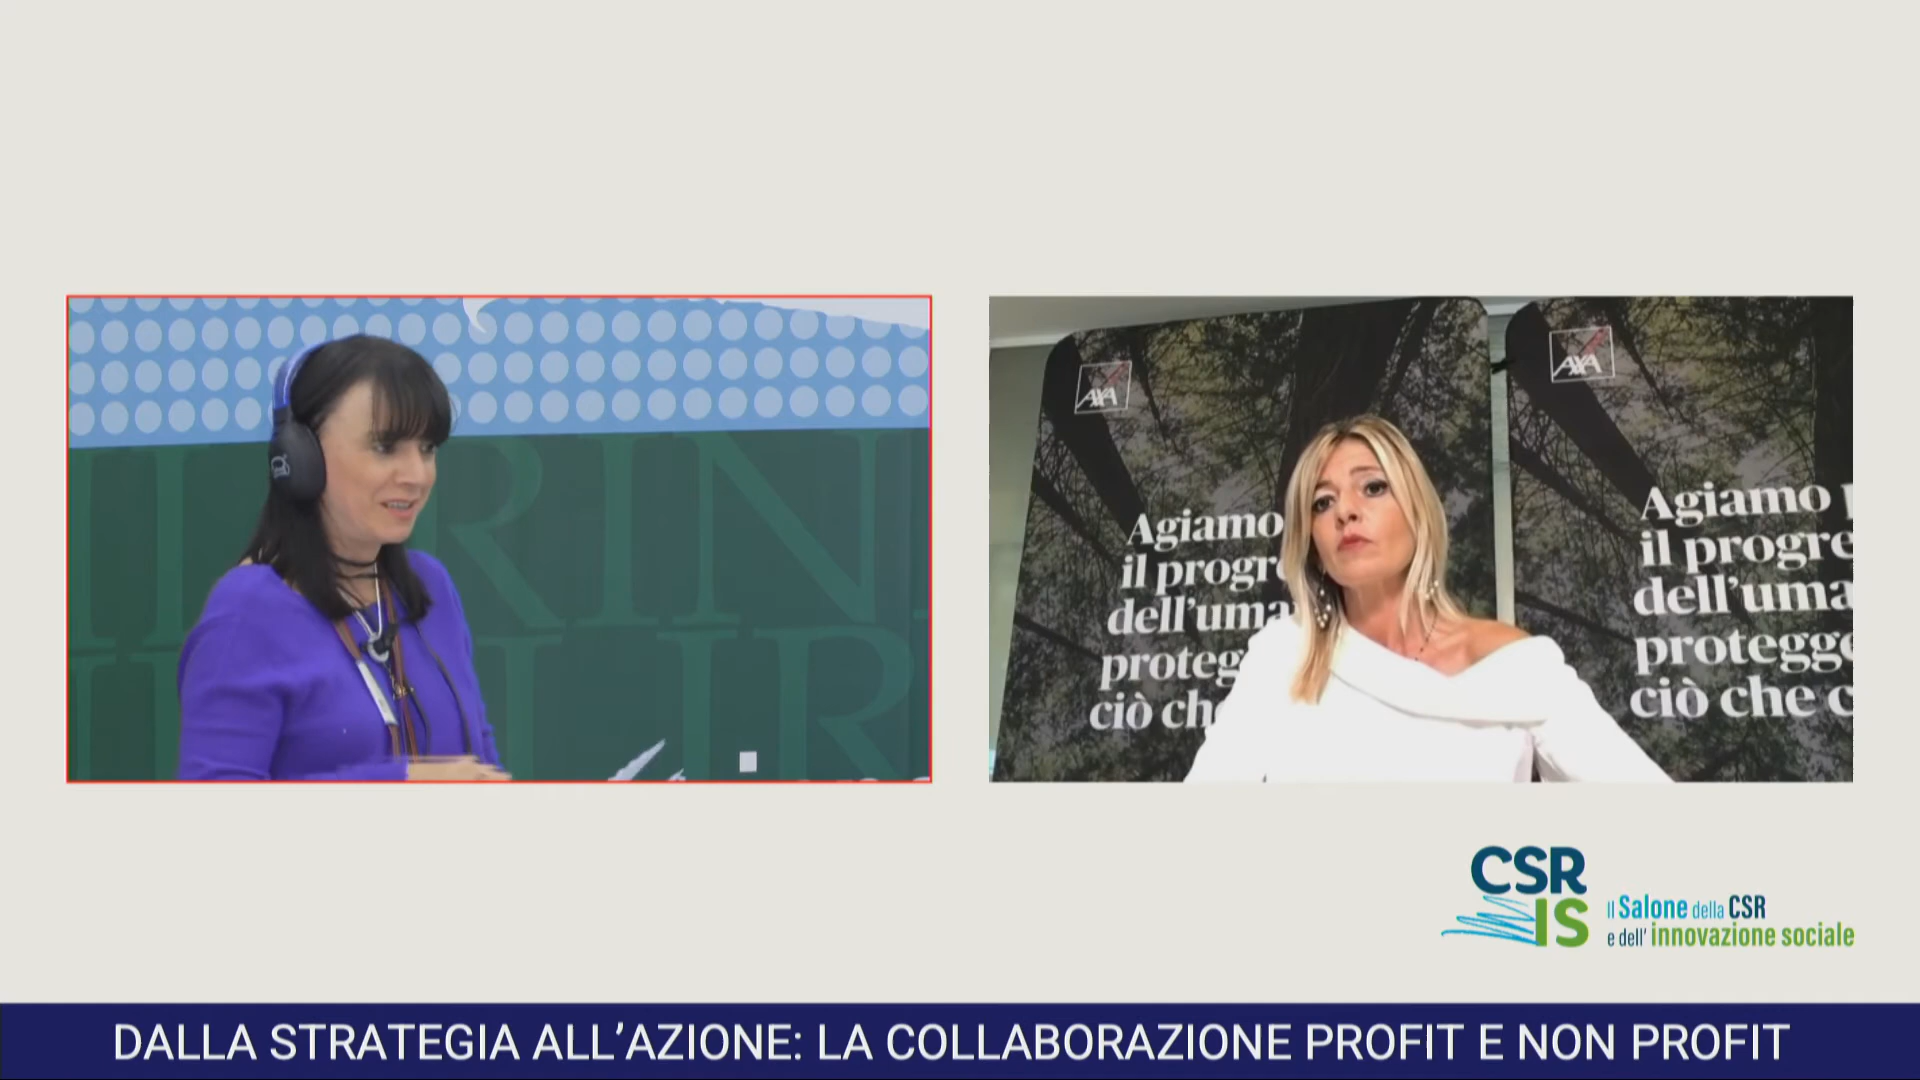 AXA
Agiamo
il progre
dell'uma
proteg
ciò ch
AXA
Agiamo
il progre
dell'uma
protegge
ciò che c
CSR
IS
Il Salone della CSR
e dell' innovazione sociale
DALLA STRATEGIA ALL'AZIONE: LA COLLABORAZIONE PROFIT E NON PROFIT